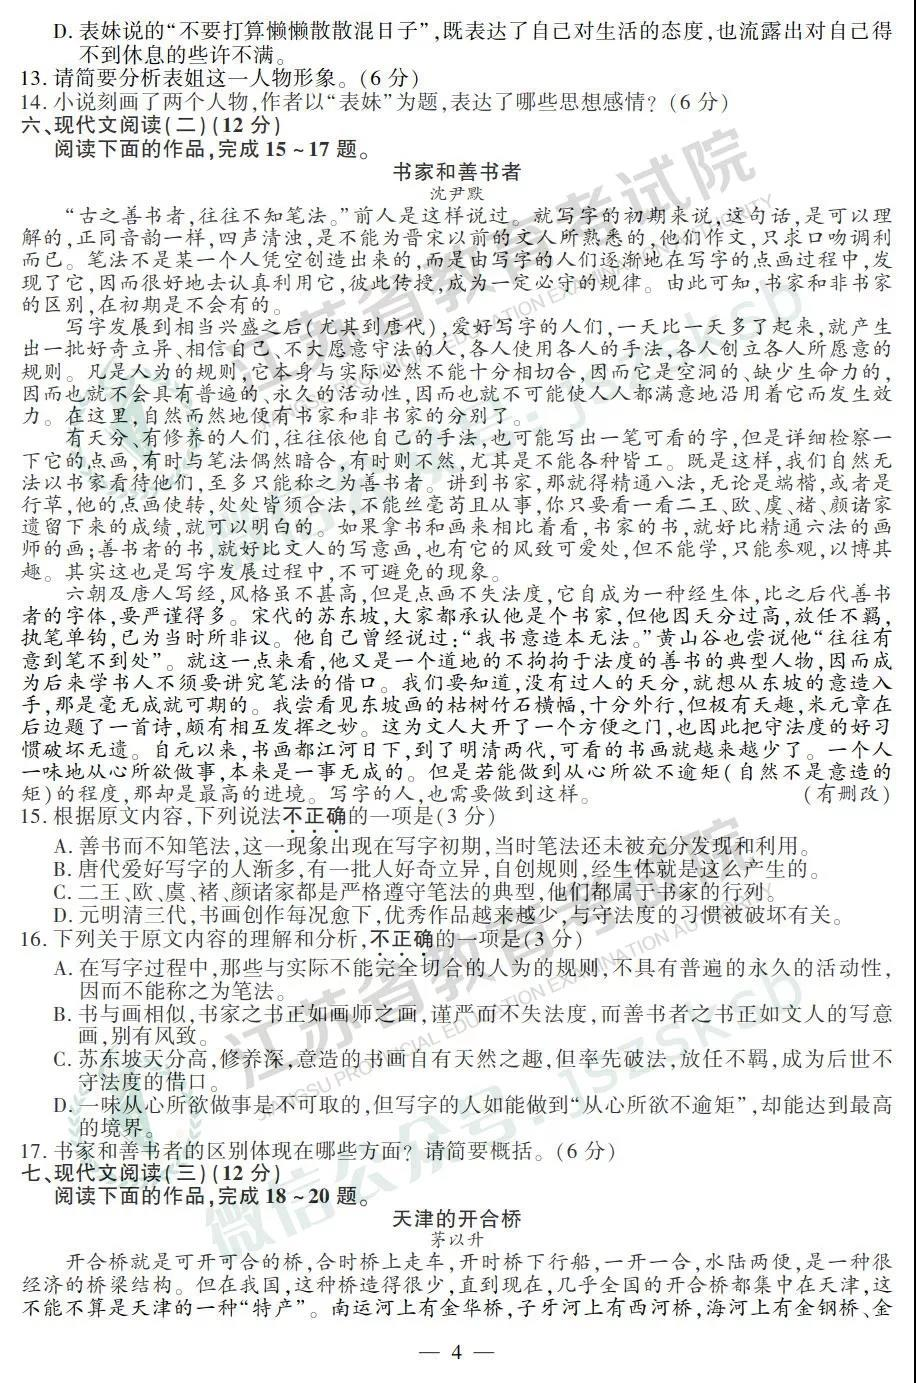 D. 表妹说的“不要打算懒懒散散混日子”,既表达了自己对生活的态度,也流露出对自己得
不到休息的些许不满。
13. 请简要分析表姐这一人物形象。(6 分)
14. 小说刻画了两个人物,作者以“表妹”为题,表达了哪些思想感情? (6 分)
六、现代文阅读(二)(12 分)
阅读下面的作品,完成 15 ~ 17 题。
书家和善书者
沈尹默
“古之善书者,往往不知笔法。”前人是这样说过。就写字的初期来说,这句话,是可以理
解的,正同音韵一样,四声清浊,是不能为晋宋以前的文人所熟悉的,他们作文,只求口吻调利
而已。笔法不是某一个人凭空创造出来的,而是由写字的人们逐渐地在写字的点画过程中,发
现了它,因而很好地去认真利用它,彼此传授,成为一定必守的规律。由此可知,书家和非书家
的区别,在初期是不会有的。
写字发展到相当兴盛之后(尤其到唐代),爱好写字的人们,一天比一天多了起来,就产生
出一批好奇立异、相信自己、不大愿意守法的人,各人使用各人的手法,各人创立各人所愿意的
规则。凡是人为的规则,它本身与实际必然不能十分相切合,因而它是空洞的、缺少生命力的,
因而也就不会具有普遍的、永久的活动性,因而也就不可能使人人都满意地沿用着它而发生效
力。在这里,自然而然地便有书家和非书家的分别了。
有天分、有修养的人们,往往依他自己的手法,也可能写出一笔可看的字,但是详细检察一
下它的点画,有时与笔法偶然暗合,有时则不然,尤其是不能各种皆工。既是这样,我们自然无
法以书家看待他们,至多只能称之为善书者。讲到书家,那就得精通八法,无论是端楷,或者是
行草,他的点画使转,处处皆须合法,不能丝毫苟且从事,你只要看一看二王、欧、虞、褚、颜诸家
遗留下来的成绩,就可以明白的。如果拿书和画来相比着看,书家的书,就好比精通六法的画
师的画;善书者的书,就好比文人的写意画,也有它的风致可爱处,但不能学,只能参观,以博其
趣。其实这也是写字发展过程中,不可避免的现象。
六朝及唐人写经,风格虽不甚高,但是点画不失法度,它自成为一种经生体,比之后代善书
者的字体,要严谨得多。宋代的苏东坡,大家都承认他是个书家,但他因天分过高,放任不羁,
执笔单钩,已为当时所非议。他自己曾经说过:“我书意造本无法。”黄山谷也尝说他“往往有
意到笔不到处”。就这一点来看,他又是一个道地的不拘拘于法度的善书的典型人物,因而成
为后来学书人不须要讲究笔法的借口。我们要知道,没有过人的天分,就想从东坡的意造入
手,那是毫无成就可期的。我尝看见东坡画的枯树竹石横幅,十分外行,但极有天趣,米元章在
后边题了一首诗,颇有相互发挥之妙。这为文人大开了一个方便之门,也因此把守法度的好习
惯破坏无遗。自元以来,书画都江河日下,到了明清两代,可看的书画就越来越少了。一个人
一味地从心所欲做事,本来是一事无成的。但是若能做到从心所欲不逾矩(自然不是意造的
矩)的程度,那却是最高的进境。写字的人,也需要做到这样。 (有删改)
15. 根据原文内容,下列说法不正确的一项是(3 分)
A. 善书而不知笔法,这一现象出现在写字初期,当时笔法还未被充分发现和利用。
B. 唐代爱好写字的人渐多,有一批人好奇立异,自创规则,经生体就是这么产生的。
C. 二王、欧、虞、褚、颜诸家都是严格遵守笔法的典型,他们都属于书家的行列。
D. 元明清三代,书画创作每况愈下,优秀作品越来越少,与守法度的习惯被破坏有关。
16. 下列关于原文内容的理解和分析,不正确的一项是(3 分)
A. 在写字过程中,那些与实际不能完全切合的人为的规则,不具有普遍的永久的活动性,
因而不能称之为笔法。
B. 书与画相似,书家之书正如画师之画,谨严而不失法度,而善书者之书正如文人的写意
画,别有风致。
C. 苏东坡天分高,修养深,意造的书画自有天然之趣,但率先破法,放任不羁,成为后世不
守法度的借口。
D. 一味从心所欲做事是不可取的,但写字的人如能做到“从心所欲不逾矩”,却能达到最高
的境界。
17. 书家和善书者的区别体现在哪些方面? 请简要概括。(6 分)
七、现代文阅读(三)(12 分)
阅读下面的作品,完成 18 ~ 20 题。
天津的开合桥
茅以升
开合桥就是可开可合的桥,合时桥上走车,开时桥下行船,一开一合,水陆两便,是一种很
经济的桥梁结构。但在我国,这种桥造得很少,直到现在,几乎全国的开合桥都集中在天津,这
不能不算是天津的一种“特产”。南运河上有金华桥,子牙河上有西河桥,海河上有金钢桥、金
— 4 —
江苏省教育考试院
JIANGSU PROVINCIAL EDUCATION EXAMINATION AUTHORITY
微信公众号:jszsksb
江苏省教育考试院
JIANGSU PROVINCIAL EDUCATION EXAMINATION AUTHORITY
微信公众号:jszsksb